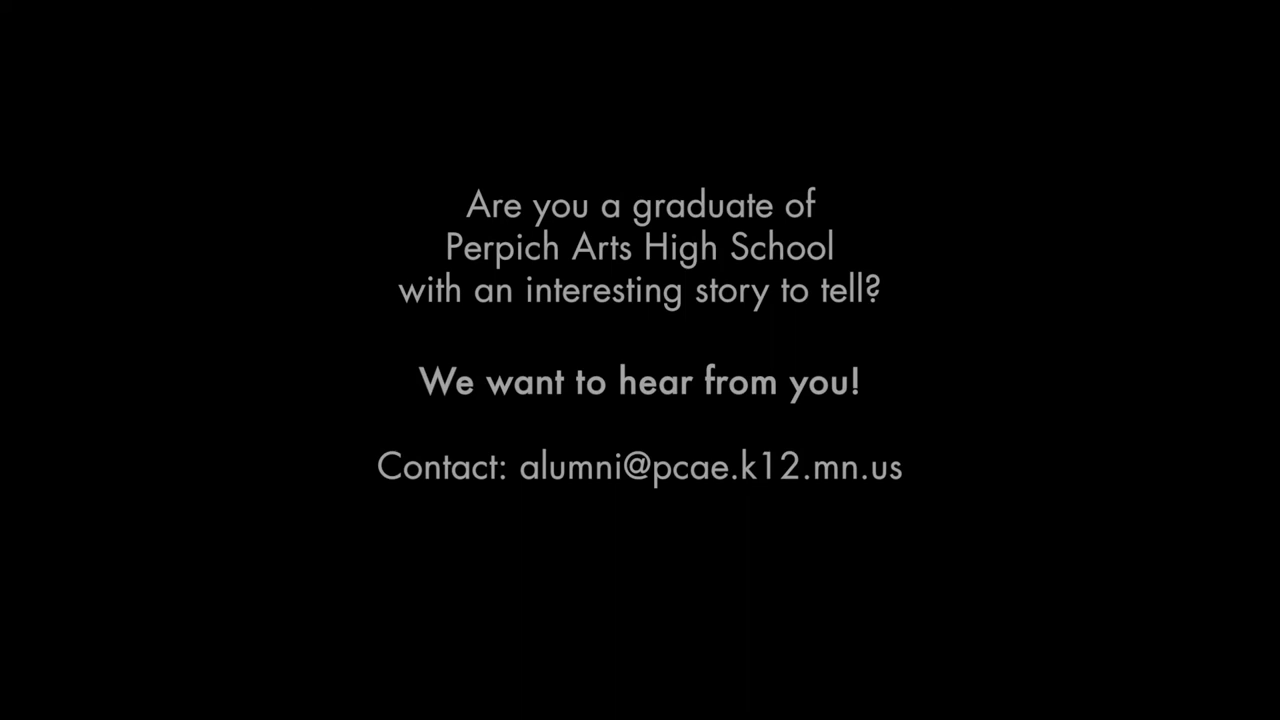 Are you a graduate of
Perpich Arts High School
with an interesting story to tell?
We want to hear from you!
Contact: alumni@pcae.k12.mn.us